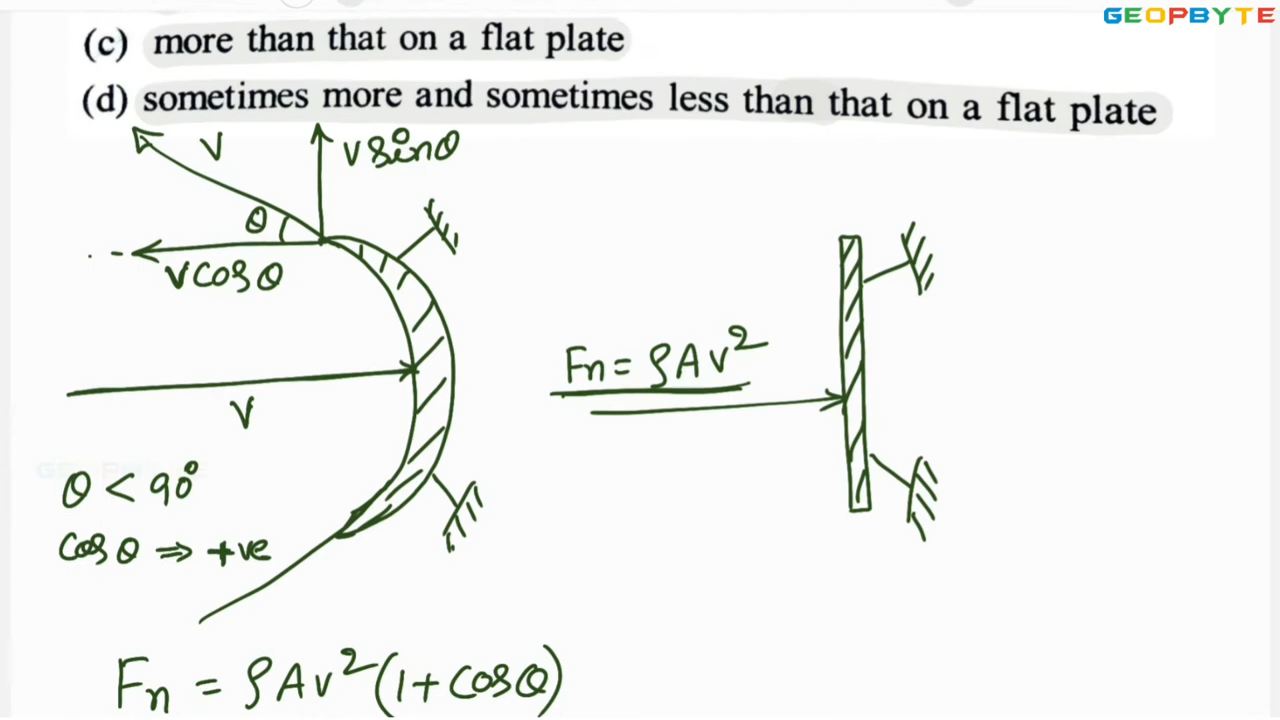 GEOPBYTE
(c) more than that on a flat plate
(d) sometimes more and sometimes less than that on a flat plate
V
V sinθ
θ
V cosθ
Fn = ρAV²
V
θ < 90°
cosθ ⇒ +ve
Fn = ρAV²(1+cosθ)